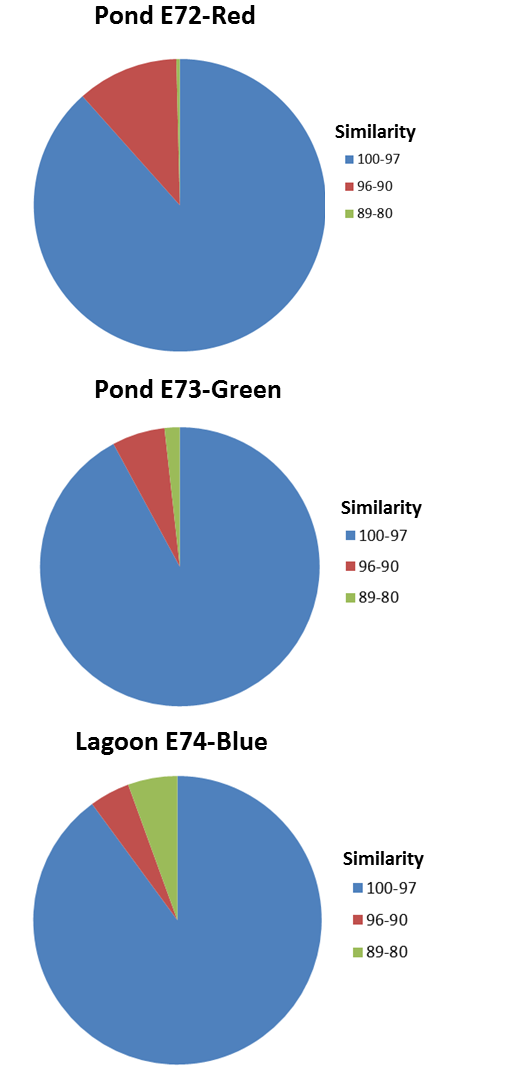 Pond E72-Red
Similarity
100-97
96-90
89-80
Pond E73-Green
Similarity
100-97
96-90
89-80
Lagoon E74-Blue
Similarity
100-97
96-90
89-80